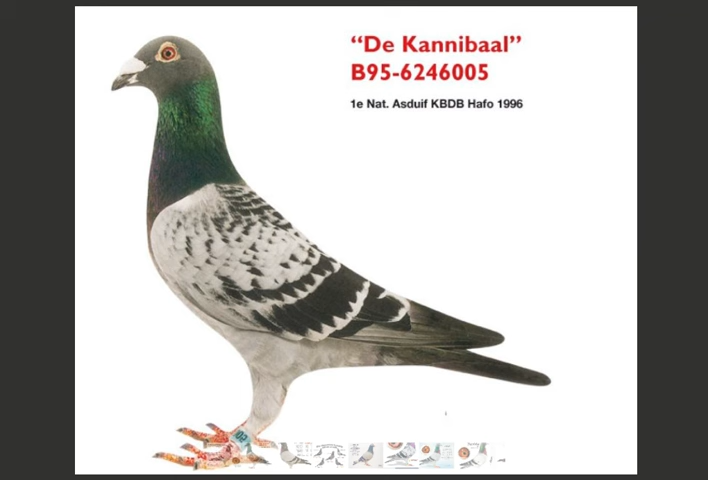 “De Kannibaal”
B95-6246005
1e Nat. Asduif KBDB Hafo 1996